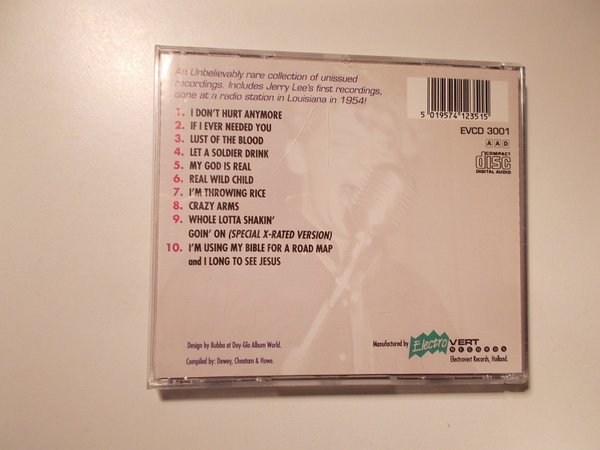 An Unbelievably rare collection of unissued
recordings. Includes Jerry Lee's first recordings,
done at a radio station in Louisiana in 1954!
1. I DON'T HURT ANYMORE
2. IF I EVER NEEDED YOU
3. LUST OF THE BLOOD
4. LET A SOLDIER DRINK
5. MY GOD IS REAL
6. REAL WILD CHILD
7. I'M THROWING RICE
8. CRAZY ARMS
9. WHOLE LOTTA SHAKIN'
GOIN' ON (SPECIAL X-RATED VERSION)
10. I'M USING MY BIBLE FOR A ROAD MAP
and I LONG TO SEE JESUS
5 019574 123515
EVCD 3001
AAD
COMPACT
disc
DIGITAL AUDIO
Design by Bubba at Day-Glo Album World.
Compiled by: Dewey, Cheatam & Howe.
Manufactured by
Electro VERT
RECORDS
Electrovert Records, Holland.